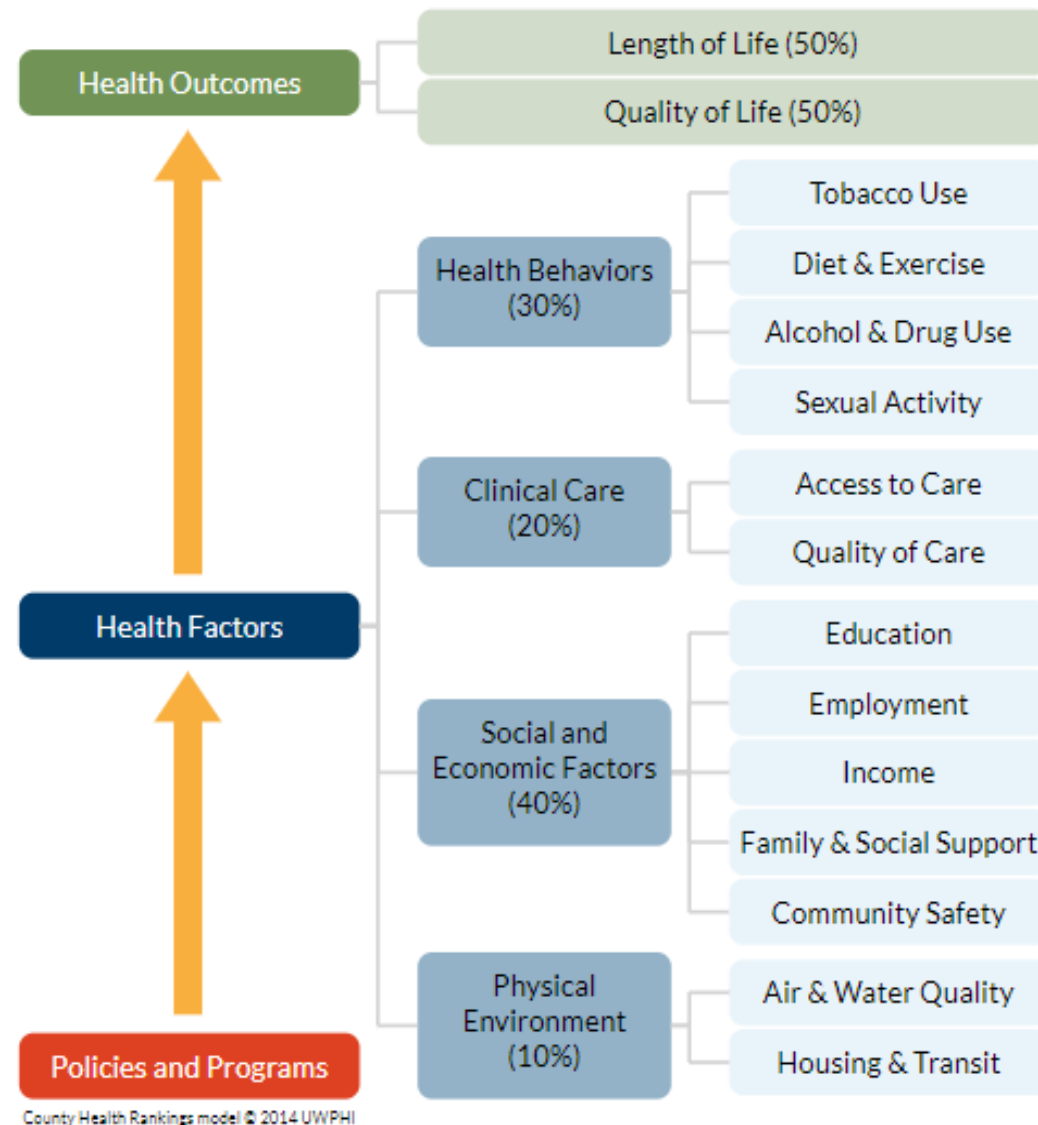 Length of Life (50%)
Health Outcomes
Quality of Life (50%)
Tobacco Use
Health Behaviors
(30%)
Diet & Exercise
Alcohol & Drug Use
Sexual Activity
Clinical Care
(20%)
Access to Care
Quality of Care
Health Factors
Education
Employment
Social and
Economic Factors
(40%)
Income
Family & Social Support
Community Safety
Physical
Environment
(10%)
Air & Water Quality
Housing & Transit
Policies and Programs
County Health Rankings model © 2014 UWPHI